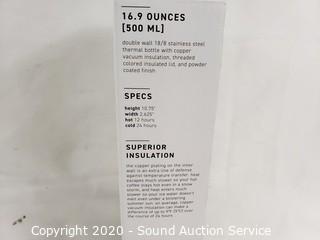 16.9 OUNCES
[500 ML]
double wall 18/8 stainless steel
thermal bottle with copper
vacuum insulation, threaded
colored insulated lid, and powder
coated finish
SPECS
height 10.75"
width 2.625"
hot 12 hours
cold 24 hours
SUPERIOR
INSULATION
the copper plating on the inner
wall is an extra line of defense
against temperature transfer. heat
escapes much slower so your hot
coffee stays hot even in a snow
storm, and heat enters much
slower so your ice water doesn't
melt even under a blistering
summer sun. on average, copper
vacuum insulation can make a
difference of up to 9°F (5°C) over
the course of 24 hours
Copyright 2020 - Sound Auction Service